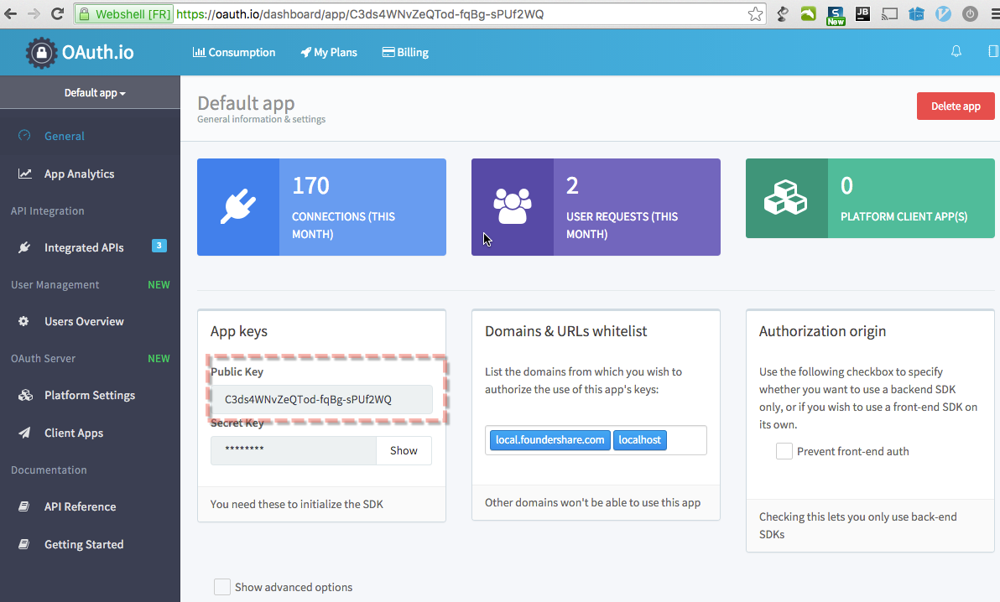 Webshell [FR] https://oauth.io/dashboard/app/C3ds4WNvZeQTod-fqBg-sPUf2WQ
New
JB
OAuth.io
Consumption
My Plans
Billing
Default app
General
App Analytics
API Integration
Integrated APIs 3
User Management NEW
Users Overview
OAuth Server NEW
Platform Settings
Client Apps
Documentation
API Reference
Getting Started
Default app
General information & settings
Delete app
170
CONNECTIONS (THIS
MONTH)
2
USER REQUESTS (THIS
MONTH)
0
PLATFORM CLIENT APP(S)
App keys
Public Key
C3ds4WNvZeQTod-fqBg-sPUf2WQ
Secret Key
******** Show
You need these to initialize the SDK
Domains & URLs whitelist
List the domains from which you wish to
authorize the use of this app's keys:
local.foundershare.com localhost
Other domains won't be able to use this app
Authorization origin
Use the following checkbox to specify
whether you want to use a backend SDK
only, or if you wish to use a front-end SDK on
its own.
Prevent front-end auth
Checking this lets you only use back-end
SDKs
Show advanced options